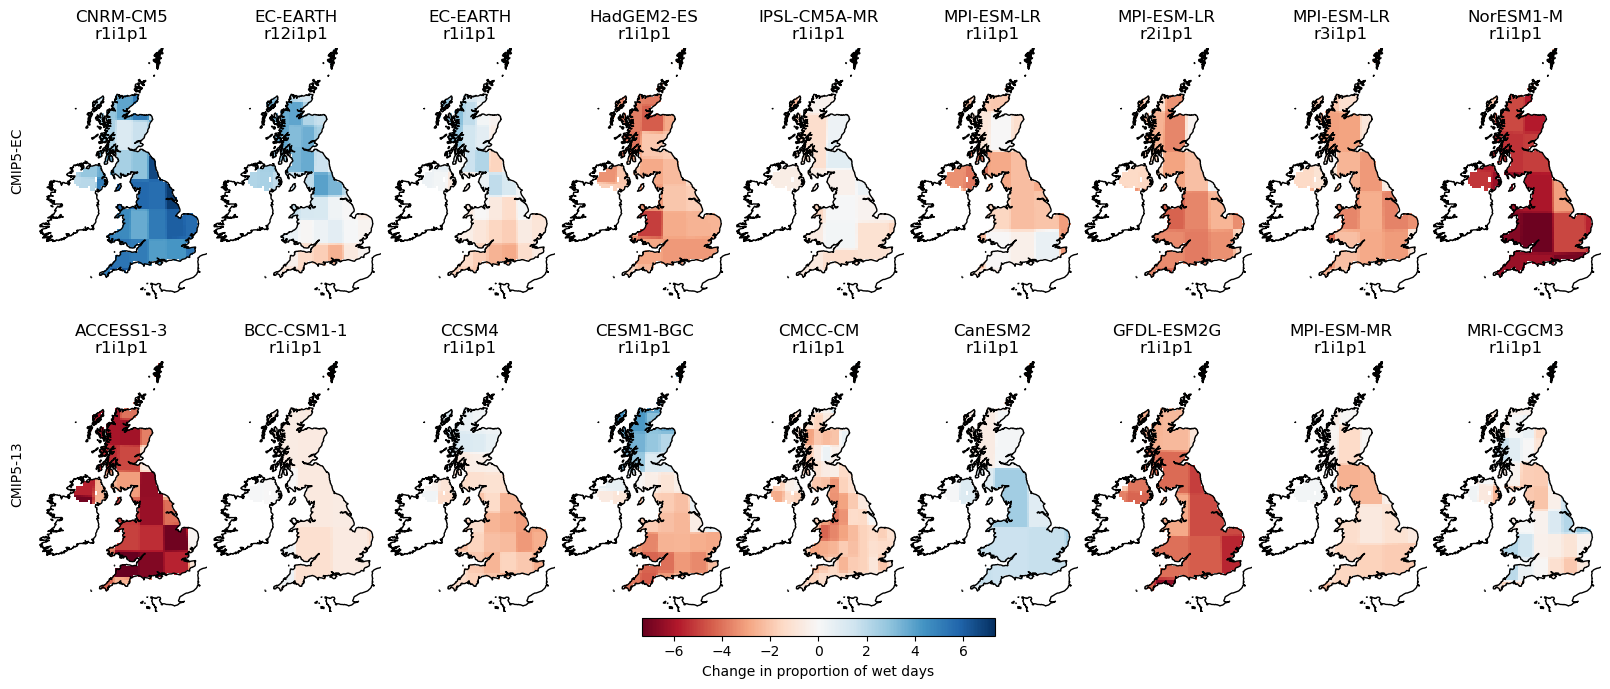 CNRM-CM5 EC-EARTH EC-EARTH HadGEM2-ES IPSL-CM5A-MR MPI-ESM-LR MPI-ESM-LR MPI-ESM-LR NorESM1-M
r1i1p1 r12i1p1 r1i1p1 r1i1p1 r1i1p1 r1i1p1 r2i1p1 r3i1p1 r1i1p1
CMIP5-EC
ACCESS1-3 BCC-CSM1-1 CCSM4 CESM1-BGC CMCC-CM CanESM2 GFDL-ESM2G MPI-ESM-MR MRI-CGCM3
r1i1p1 r1i1p1 r1i1p1 r1i1p1 r1i1p1 r1i1p1 r1i1p1 r1i1p1 r1i1p1
CMIP5-13
−6 −4 −2 0 2 4 6
Change in proportion of wet days